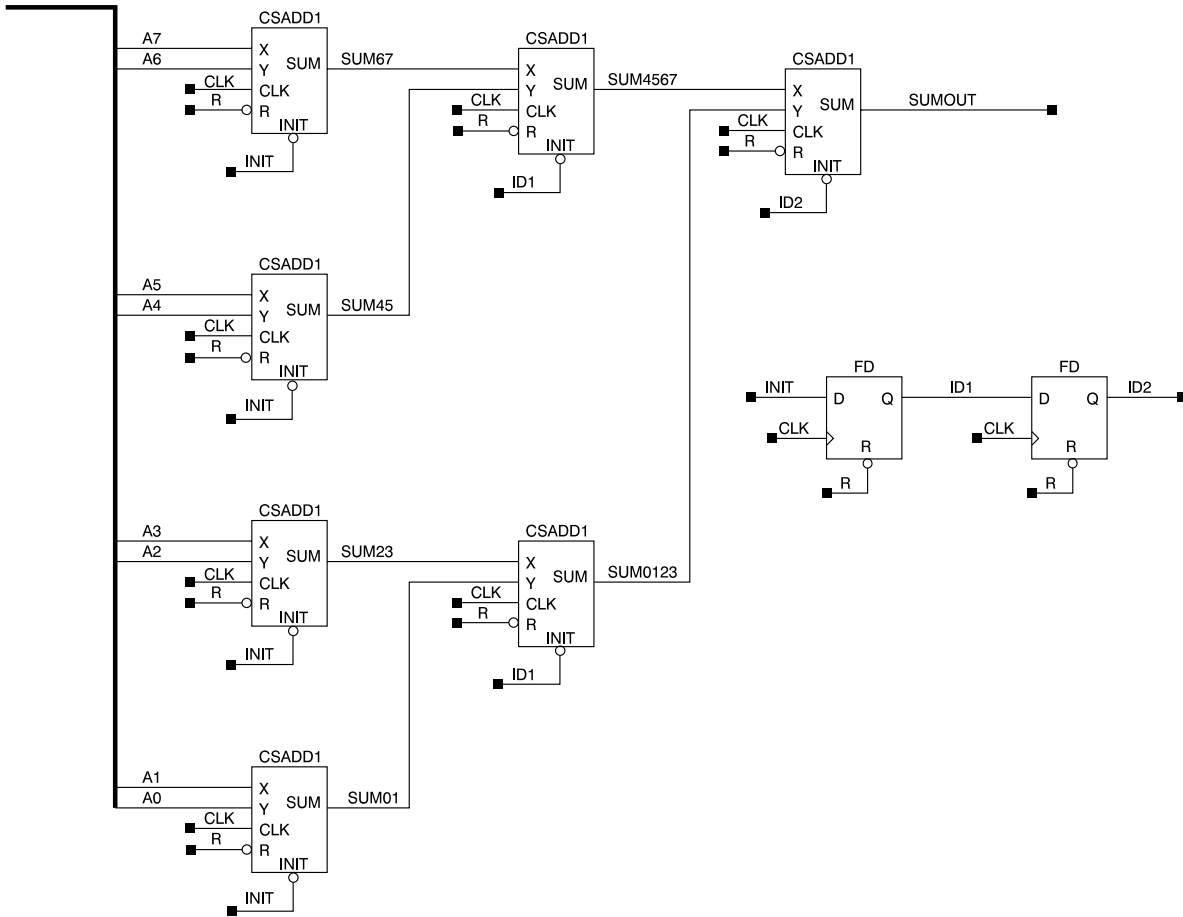 CSADD1
A7
A6
CLK
R
X
Y
CLK
R
SUM
INIT
INIT
SUM67
CSADD1
CLK
R
X
Y
CLK
R
SUM
INIT
ID1
SUM4567
CSADD1
CLK
R
X
Y
CLK
R
SUM
INIT
ID2
SUMOUT
CSADD1
A5
A4
CLK
R
X
Y
CLK
R
SUM
INIT
INIT
SUM45
FD
INIT
CLK
D
Q
R
R
ID1
FD
CLK
D
Q
R
R
ID2
CSADD1
A3
A2
CLK
R
X
Y
CLK
R
SUM
INIT
INIT
SUM23
CSADD1
CLK
R
X
Y
CLK
R
SUM
INIT
ID1
SUM0123
CSADD1
A1
A0
CLK
R
X
Y
CLK
R
SUM
INIT
INIT
SUM01